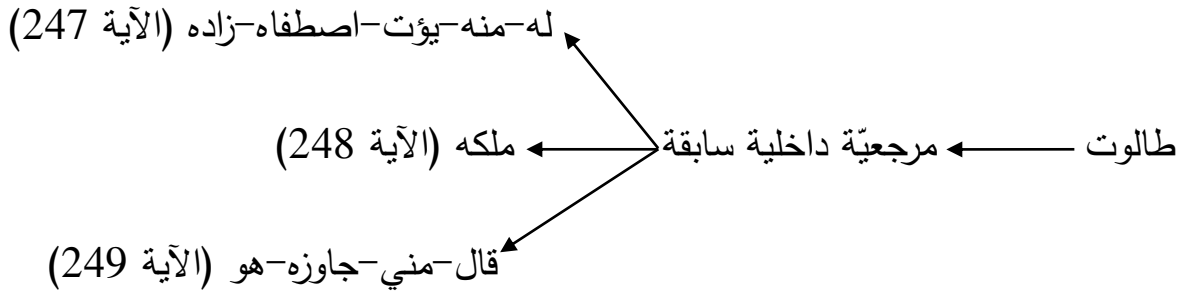 له-منه-يؤت-اصطفاه-زاده (الآية 247)
طالوت مرجعيّة داخلية سابقة ملكه (الآية 248)
قال-مني-جاوزه-هو (الآية 249)